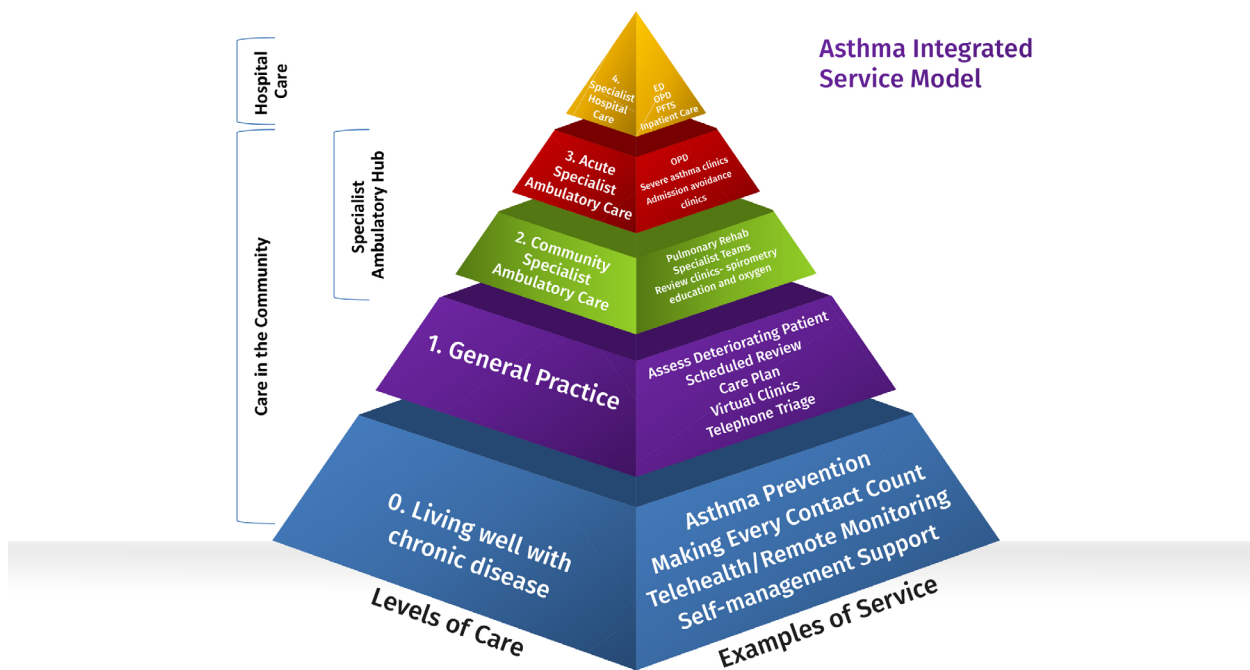 Asthma Integrated
Service Model
Hospital
Care
Care in the Community
Specialist
Ambulatory Hub
4.
Specialist
Hospital
Care
ED
OPD
PFTS
Inpatient Care
3. Acute
Specialist
Ambulatory Care
OPD
Severe asthma clinics
Admission avoidance
clinics
2. Community
Specialist
Ambulatory Care
Pulmonary Rehab
Specialist Teams
Review clinics- spirometry
education and oxygen
1. General Practice
Assess Deteriorating Patient
Scheduled Review
Care Plan
Virtual Clinics
Telephone Triage
0. Living well with
chronic disease
Asthma Prevention
Making Every Contact Count
Telehealth/Remote Monitoring
Self-management Support
Levels of Care
Examples of Service